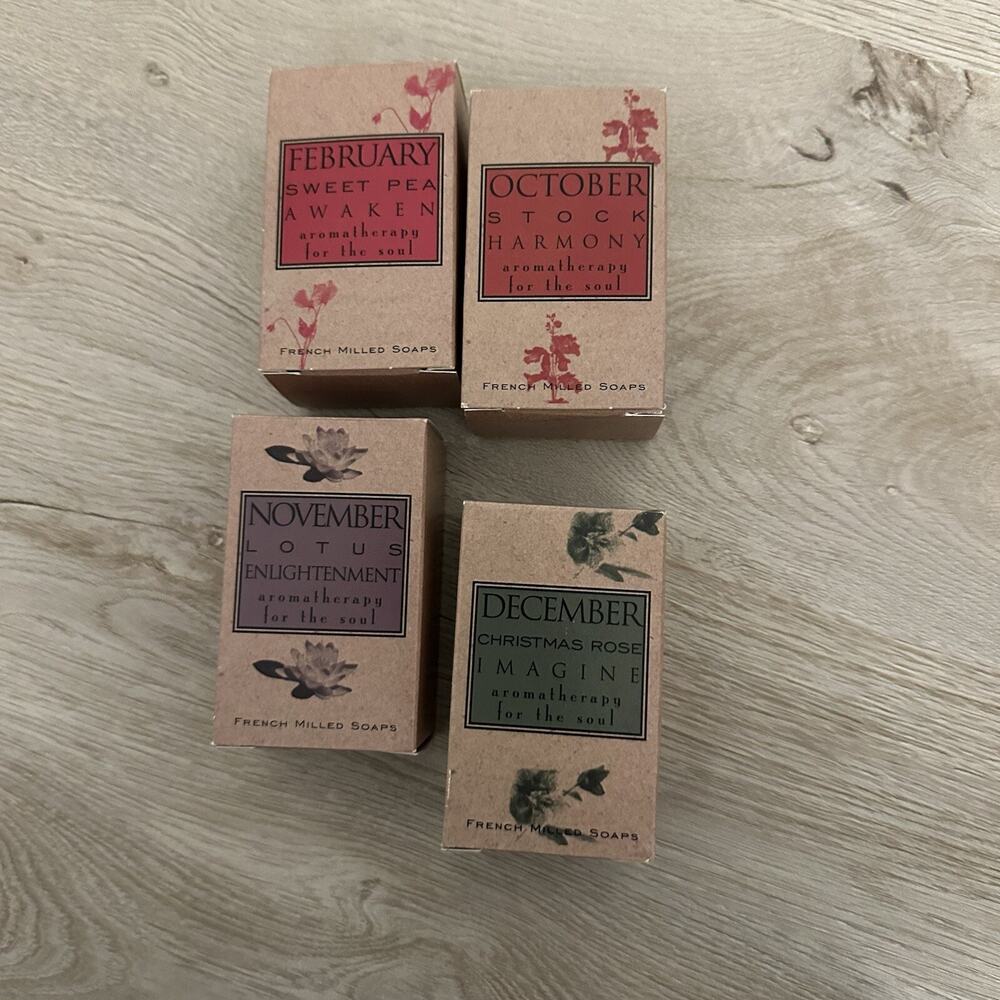 FEBRUARY
SWEET PEA
AWAKEN
aromatherapy
for the soul
FRENCH MILLED SOAPS
OCTOBER
STOCK
HARMONY
aromatherapy
for the soul
FRENCH MILLED SOAPS
NOVEMBER
LOTUS
ENLIGHTENMENT
aromatherapy
for the soul
FRENCH MILLED SOAPS
DECEMBER
CHRISTMAS ROSE
IMAGINE
aromatherapy
for the soul
FRENCH MILLED SOAPS